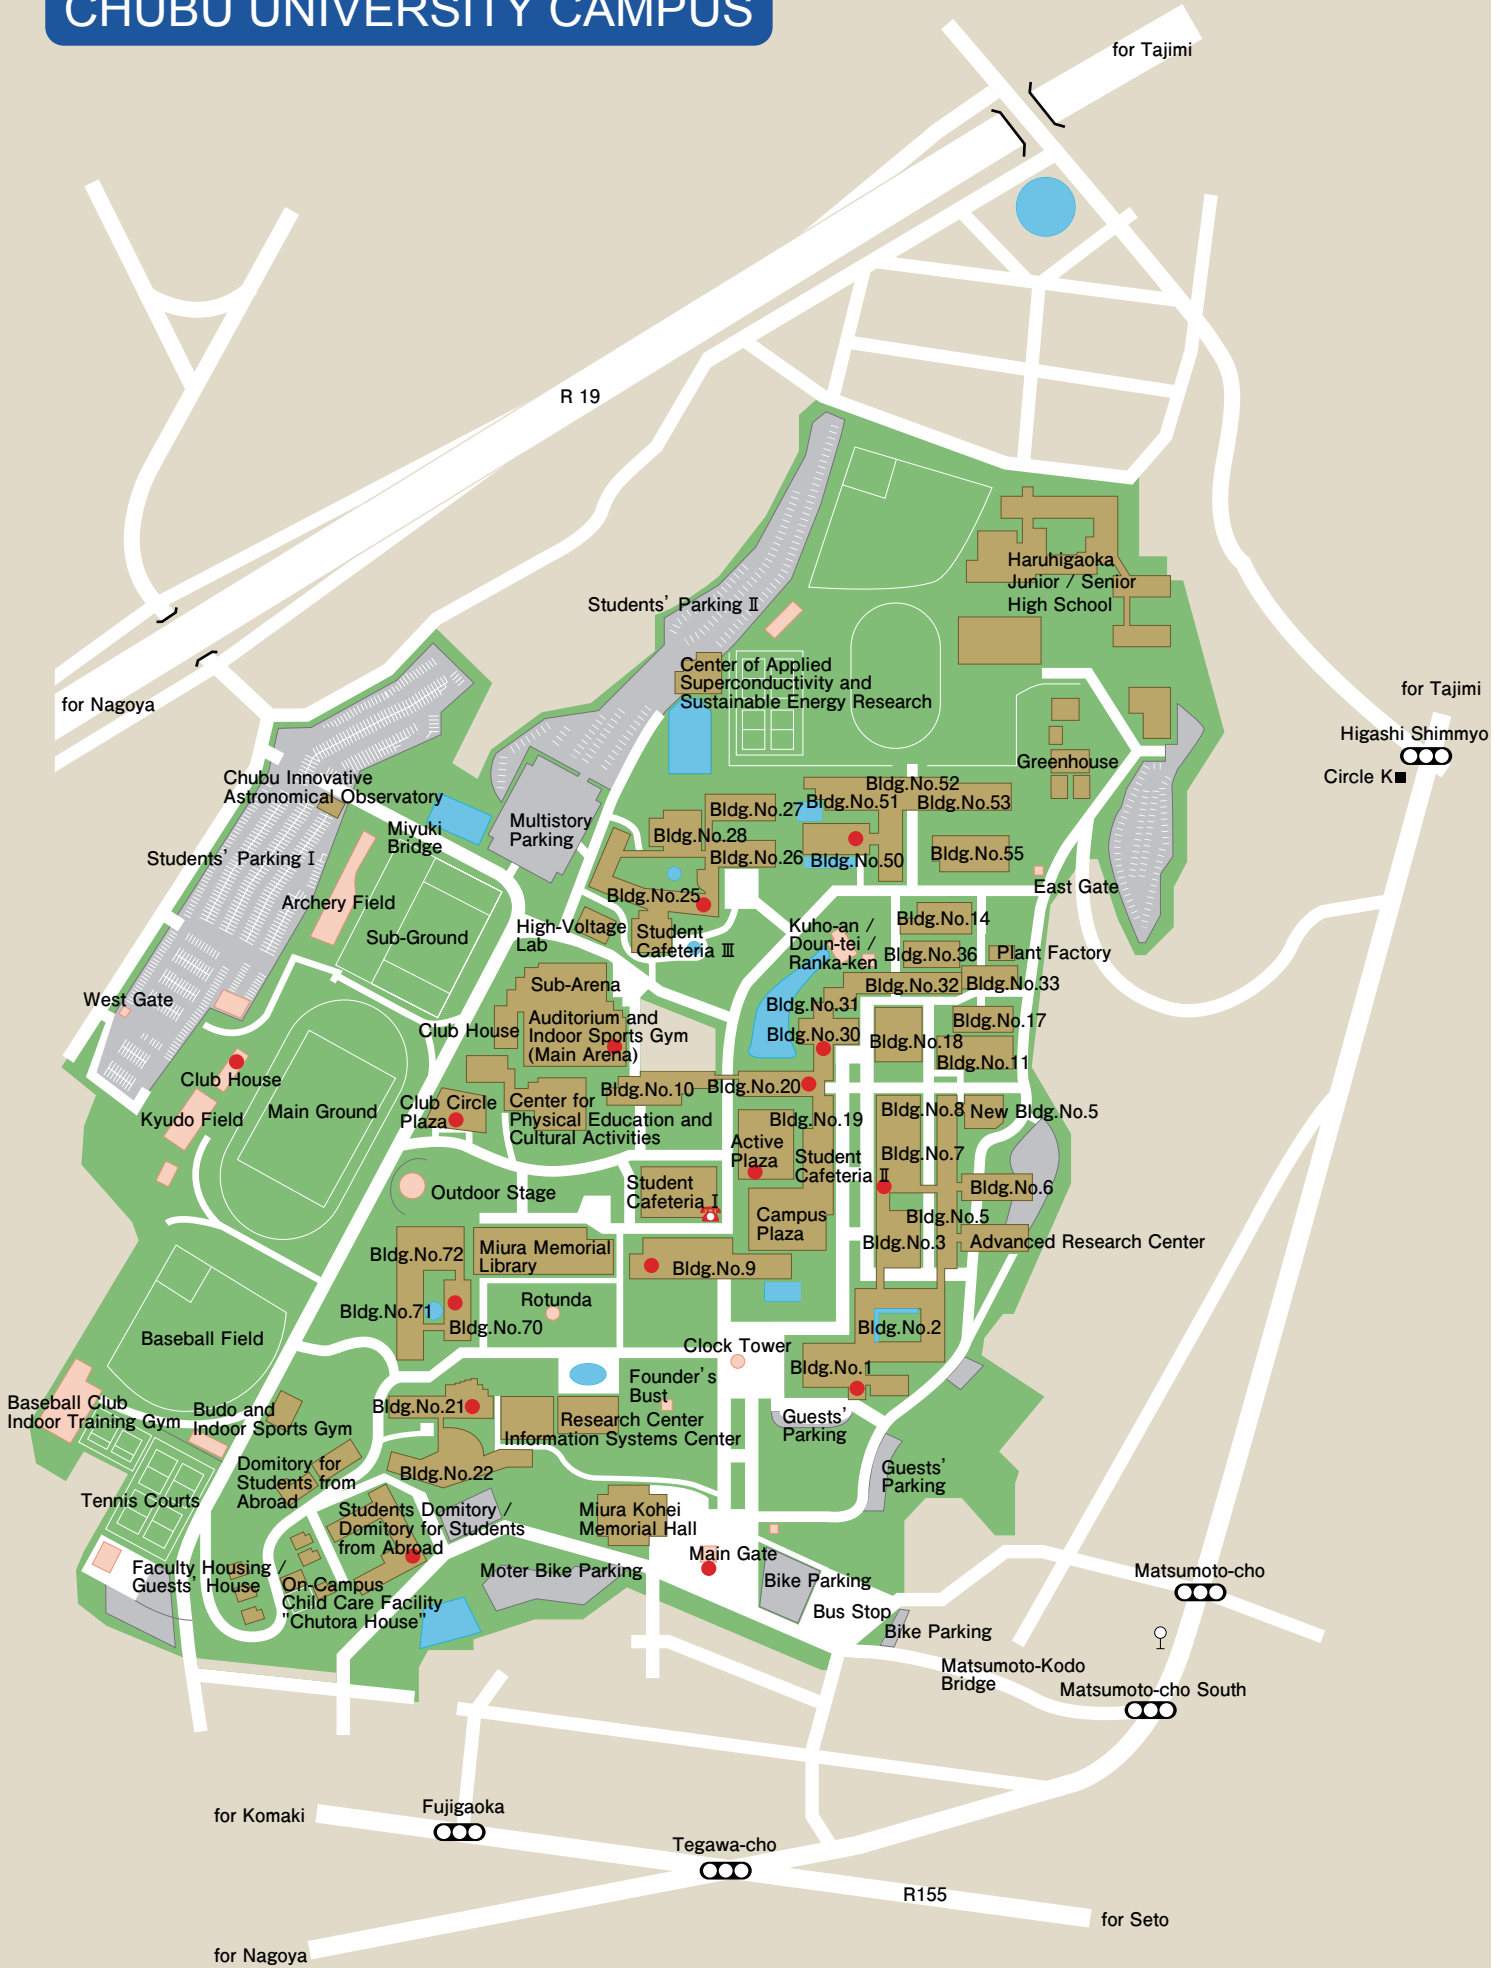 CHUBU UNIVERSITY CAMPUS
for Tajimi
R 19
Haruhigaoka
Junior / Senior
High School
Students' Parking Ⅱ
Center of Applied
Superconductivity and
Sustainable Energy Research
for Nagoya
for Tajimi
Higashi Shimmyo
Circle K
Greenhouse
Chubu Innovative
Astronomical Observatory
Miyuki
Bridge
Multistory
Parking
Students' Parking Ⅰ
Bldg.No.52
Bldg.No.51
Bldg.No.53
Bldg.No.27
Bldg.No.28
Bldg.No.26
Bldg.No.50
Bldg.No.55
Bldg.No.25
East Gate
Archery Field
Sub-Ground
High-Voltage
Lab
Student
Cafeteria Ⅲ
Kuho-an /
Doun-tei /
Ranka-ken
Bldg.No.14
Bldg.No.36
Plant Factory
Bldg.No.32
Bldg.No.33
West Gate
Sub-Arena
Bldg.No.31
Bldg.No.17
Club House
Auditorium and
Indoor Sports Gym
(Main Arena)
Bldg.No.30
Bldg.No.18
Bldg.No.11
Club House
Kyudo Field
Main Ground
Club Circle
Plaza
Center for
Physical Education and
Cultural Activities
Bldg.No.10
Bldg.No.20
Bldg.No.19
Bldg.No.8
New Bldg.No.5
Active
Plaza
Student
Cafeteria Ⅱ
Bldg.No.7
Outdoor Stage
Student
Cafeteria Ⅰ
Bldg.No.6
Campus
Plaza
Bldg.No.5
Bldg.No.3
Advanced Research Center
Bldg.No.72
Miura Memorial
Library
Bldg.No.9
Bldg.No.71
Rotunda
Bldg.No.70
Baseball Field
Bldg.No.2
Clock Tower
Bldg.No.1
Founder's
Bust
Baseball Club
Indoor Training Gym
Budo and
Indoor Sports Gym
Bldg.No.21
Research Center
Information Systems Center
Guests'
Parking
Domitory for
Students from
Abroad
Bldg.No.22
Guests'
Parking
Tennis Courts
Students Domitory /
Domitory for Students
from Abroad
Miura Kohei
Memorial Hall
Main Gate
Faculty Housing /
Guests' House
On-Campus
Child Care Facility
"Chutora House"
Moter Bike Parking
Bike Parking
Bus Stop
Bike Parking
Matsumoto-cho
Matsumoto-Kodo
Bridge
Matsumoto-cho South
for Komaki
Fujigaoka
Tegawa-cho
R155
for Seto
for Nagoya